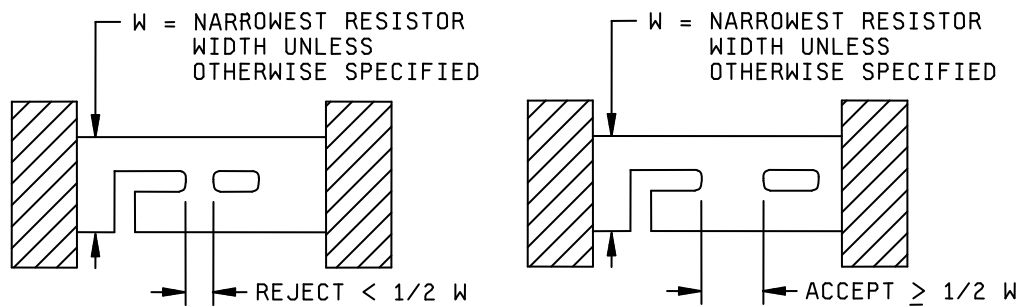 W = NARROWEST RESISTOR
WIDTH UNLESS
OTHERWISE SPECIFIED
REJECT < 1/2 W
W = NARROWEST RESISTOR
WIDTH UNLESS
OTHERWISE SPECIFIED
ACCEPT ≥ 1/2 W